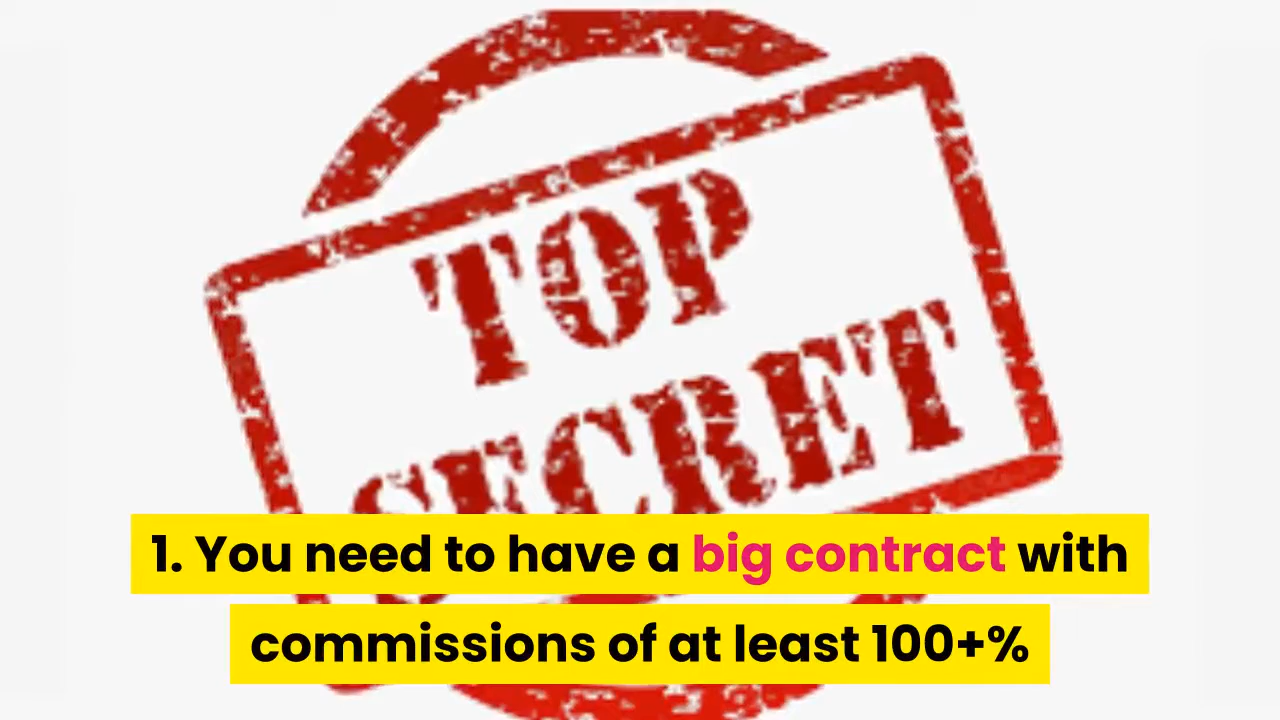 TOP
SECRET
1. You need to have a big contract with
commissions of at least 100+%